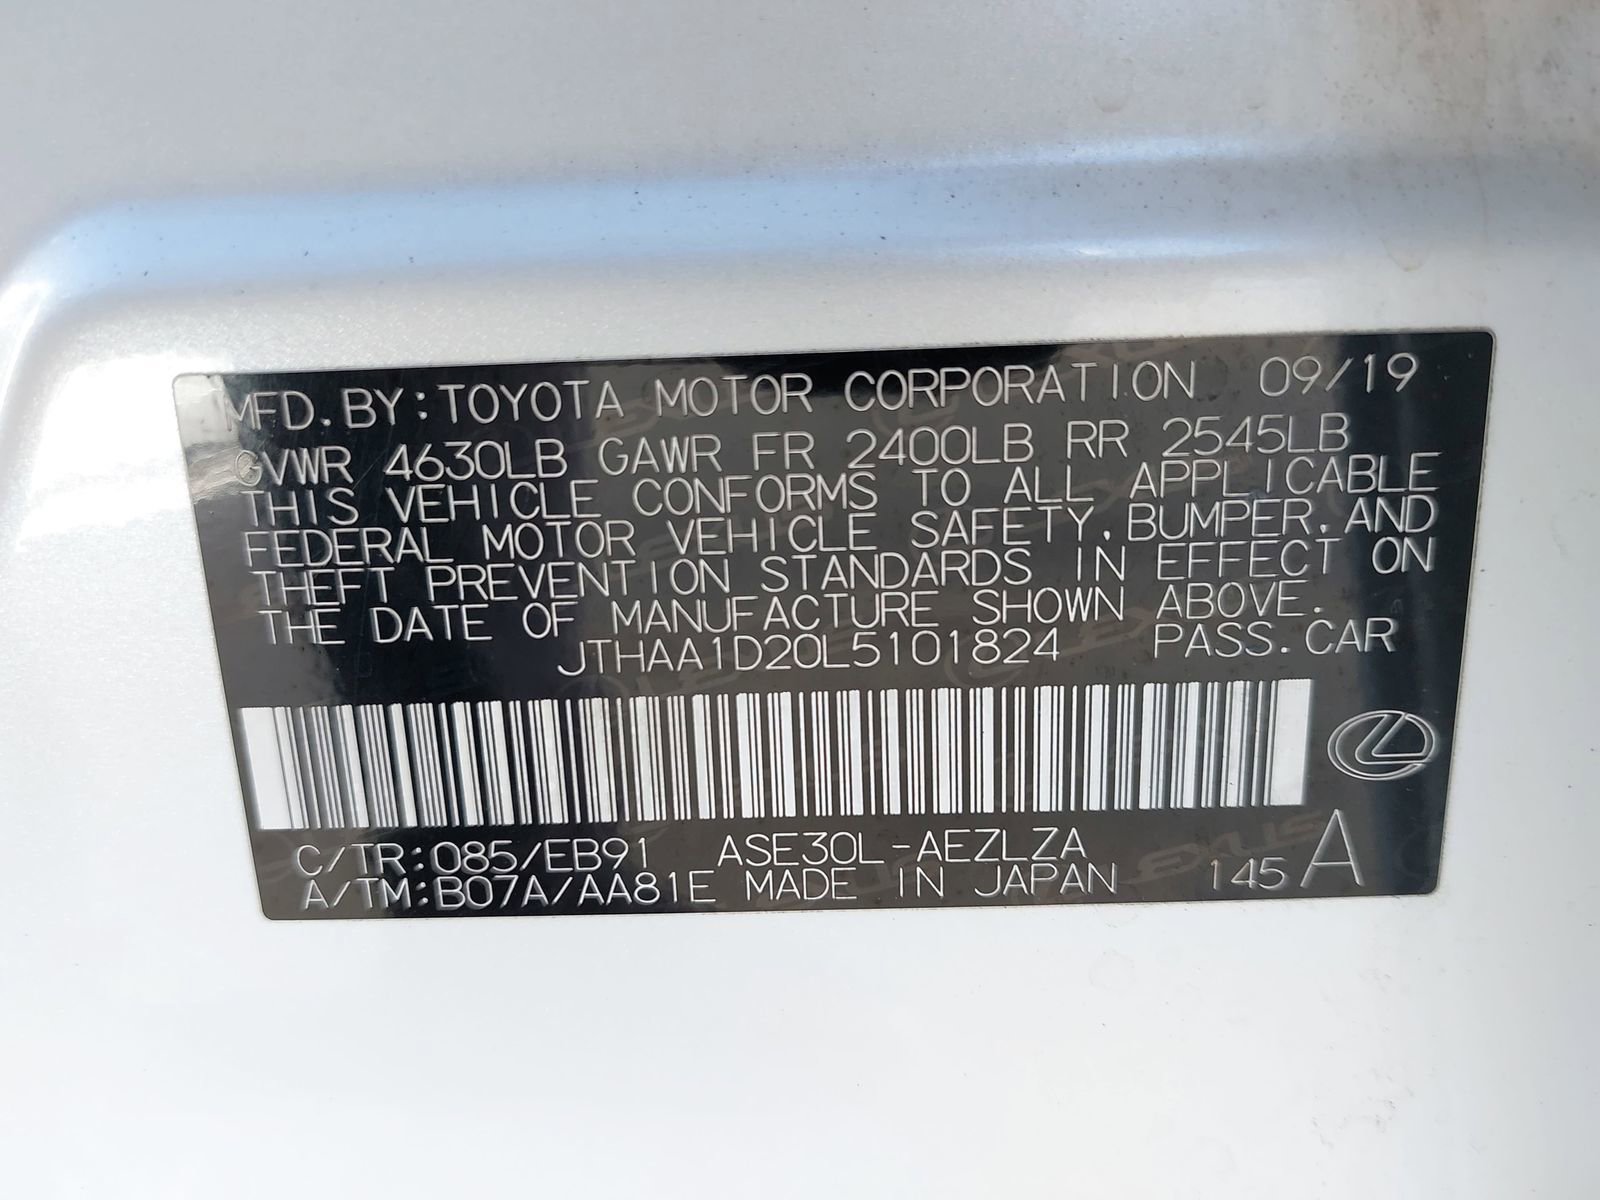 MFD. BY: TOYOTA MOTOR CORPORATION 09/19
GVWR 4630LB GAWR FR 2400LB RR 2545LB
THIS VEHICLE CONFORMS TO ALL APPLICABLE
FEDERAL MOTOR VEHICLE SAFETY, BUMPER, AND
THEFT PREVENTION STANDARDS IN EFFECT ON
THE DATE OF MANUFACTURE SHOWN ABOVE.
JTHAA1D20L5101824 PASS. CAR
C/TR: 085/EB91 ASE30L-AEZLZA
A/TM: B07A/AA81E MADE IN JAPAN 145 A